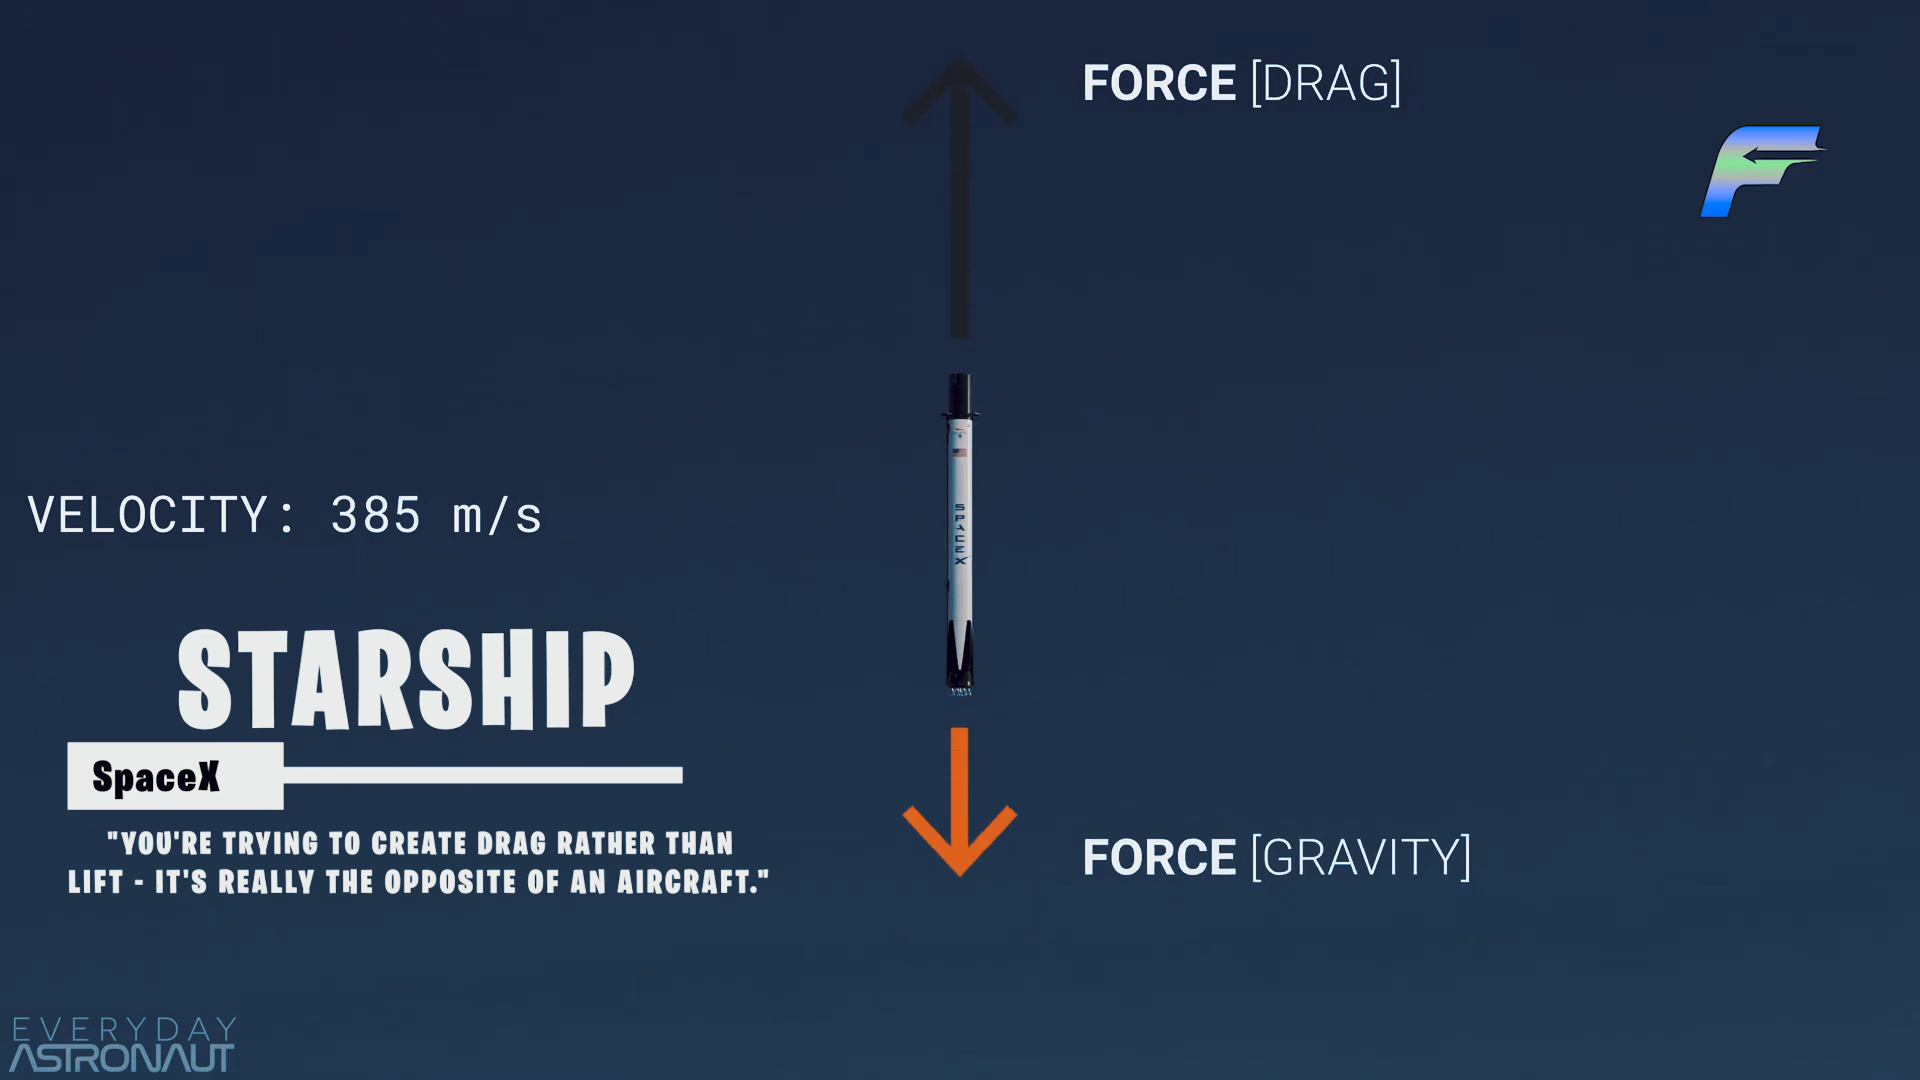 FORCE [DRAG]
SPACEX
VELOCITY: 385 m/s
STARSHIP
SpaceX
"YOU'RE TRYING TO CREATE DRAG RATHER THAN
LIFT - IT'S REALLY THE OPPOSITE OF AN AIRCRAFT."
FORCE [GRAVITY]
EVERYDAY
ASTRONAUT